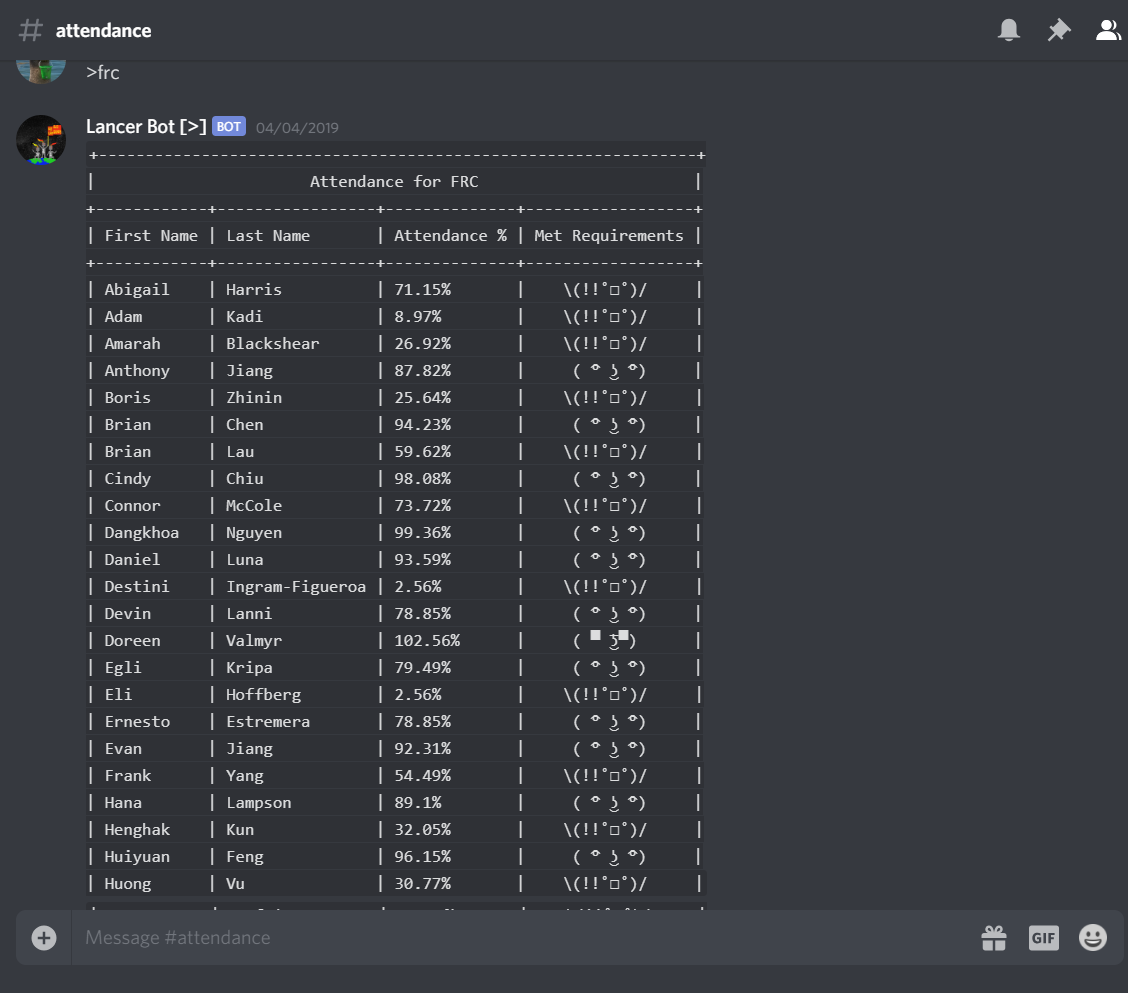 # attendance
>frc
Lancer Bot [>] BOT 04/04/2019
+----------------------------------------------------------------+
| Attendance for FRC |
+------------+-----------------+--------------+------------------+
| First Name | Last Name | Attendance % | Met Requirements |
+------------+-----------------+--------------+------------------+
| Abigail | Harris | 71.15% | \(!!˚□˚)/ |
| Adam | Kadi | 8.97% | \(!!˚□˚)/ |
| Amarah | Blackshear | 26.92% | \(!!˚□˚)/ |
| Anthony | Jiang | 87.82% | ( ͡° ͜ʖ ͡°) |
| Boris | Zhinin | 25.64% | \(!!˚□˚)/ |
| Brian | Chen | 94.23% | ( ͡° ͜ʖ ͡°) |
| Brian | Lau | 59.62% | \(!!˚□˚)/ |
| Cindy | Chiu | 98.08% | ( ͡° ͜ʖ ͡°) |
| Connor | McCole | 73.72% | \(!!˚□˚)/ |
| Dangkhoa | Nguyen | 99.36% | ( ͡° ͜ʖ ͡°) |
| Daniel | Luna | 93.59% | ( ͡° ͜ʖ ͡°) |
| Destini | Ingram-Figueroa | 2.56% | \(!!˚□˚)/ |
| Devin | Lanni | 78.85% | ( ͡° ͜ʖ ͡°) |
| Doreen | Valmyr | 102.56% | ( ▀ ͜͞ʖ▀) |
| Egli | Kripa | 79.49% | ( ͡° ͜ʖ ͡°) |
| Eli | Hoffberg | 2.56% | \(!!˚□˚)/ |
| Ernesto | Estremera | 78.85% | ( ͡° ͜ʖ ͡°) |
| Evan | Jiang | 92.31% | ( ͡° ͜ʖ ͡°) |
| Frank | Yang | 54.49% | \(!!˚□˚)/ |
| Hana | Lampson | 89.1% | ( ͡° ͜ʖ ͡°) |
| Henghak | Kun | 32.05% | \(!!˚□˚)/ |
| Huiyuan | Feng | 96.15% | ( ͡° ͜ʖ ͡°) |
| Huong | Vu | 30.77% | \(!!˚□˚)/ |
Message #attendance
GIF